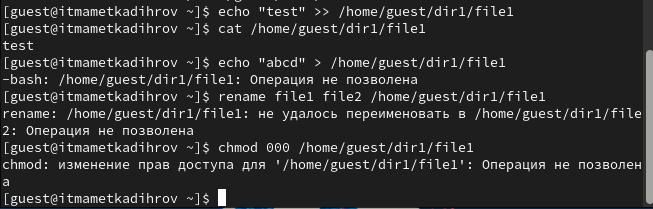 [guest@itmametkadihrov ~]$ echo "test" >> /home/guest/dir1/file1
[guest@itmametkadihrov ~]$ cat /home/guest/dir1/file1
test
[guest@itmametkadihrov ~]$ echo "abcd" > /home/guest/dir1/file1
-bash: /home/guest/dir1/file1: Операция не позволена
[guest@itmametkadihrov ~]$ rename file1 file2 /home/guest/dir1/file1
rename: /home/guest/dir1/file1: не удалось переименовать в /home/guest/dir1/file
2: Операция не позволена
[guest@itmametkadihrov ~]$ chmod 000 /home/guest/dir1/file1
chmod: изменение прав доступа для '/home/guest/dir1/file1': Операция не позволен
а
[guest@itmametkadihrov ~]$